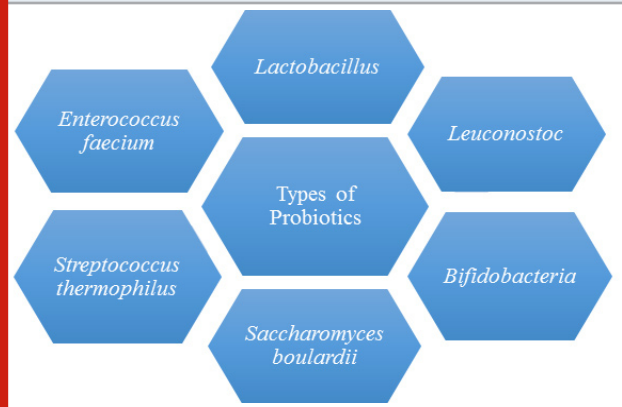 Lactobacillus
Enterococcus
faecium
Leuconostoc
Types of
Probiotics
Streptococcus
thermophilus
Bifidobacteria
Saccharomyces
boulardii